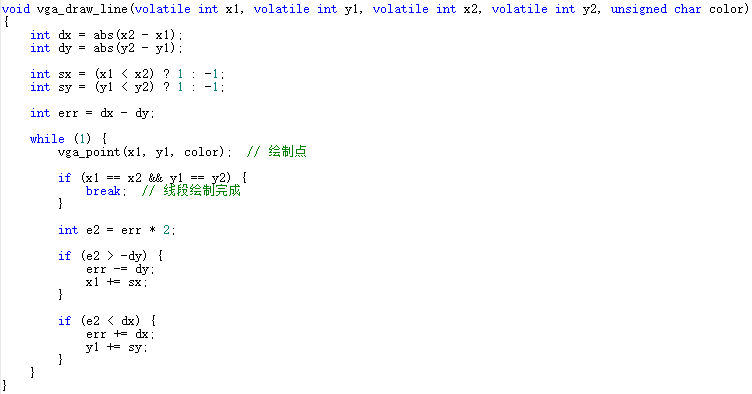 void vga_draw_line(volatile int x1, volatile int y1, volatile int x2, volatile int y2, unsigned char color)
{
    int dx = abs(x2 - x1);
    int dy = abs(y2 - y1);

    int sx = (x1 < x2) ? 1 : -1;
    int sy = (y1 < y2) ? 1 : -1;

    int err = dx - dy;

    while (1) {
        vga_point(x1, y1, color);  // 绘制点

        if (x1 == x2 && y1 == y2) {
            break;  // 线段绘制完成
        }

        int e2 = err * 2;

        if (e2 > -dy) {
            err -= dy;
            x1 += sx;
        }

        if (e2 < dx) {
            err += dx;
            y1 += sy;
        }
    }
}